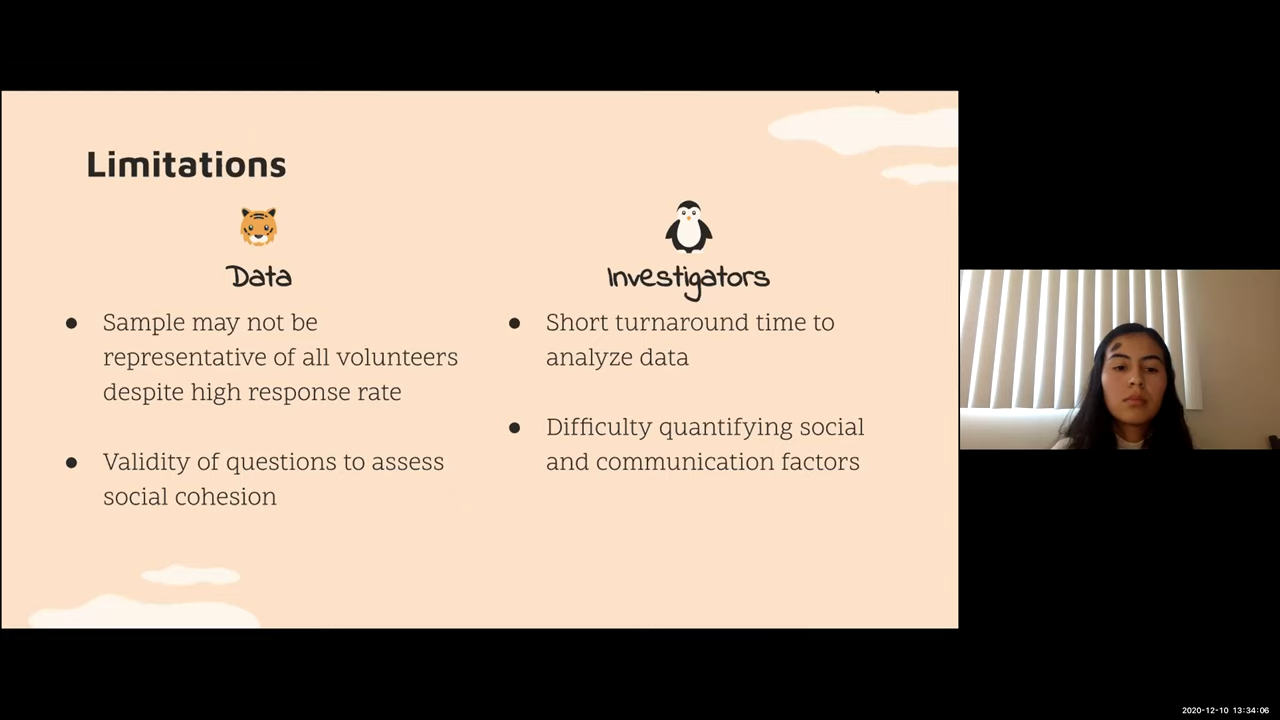 Limitations
Data
Sample may not be
representative of all volunteers
despite high response rate
Validity of questions to assess
social cohesion
Investigators
Short turnaround time to
analyze data
Difficulty quantifying social
and communication factors
2020-12-10 13:34:06